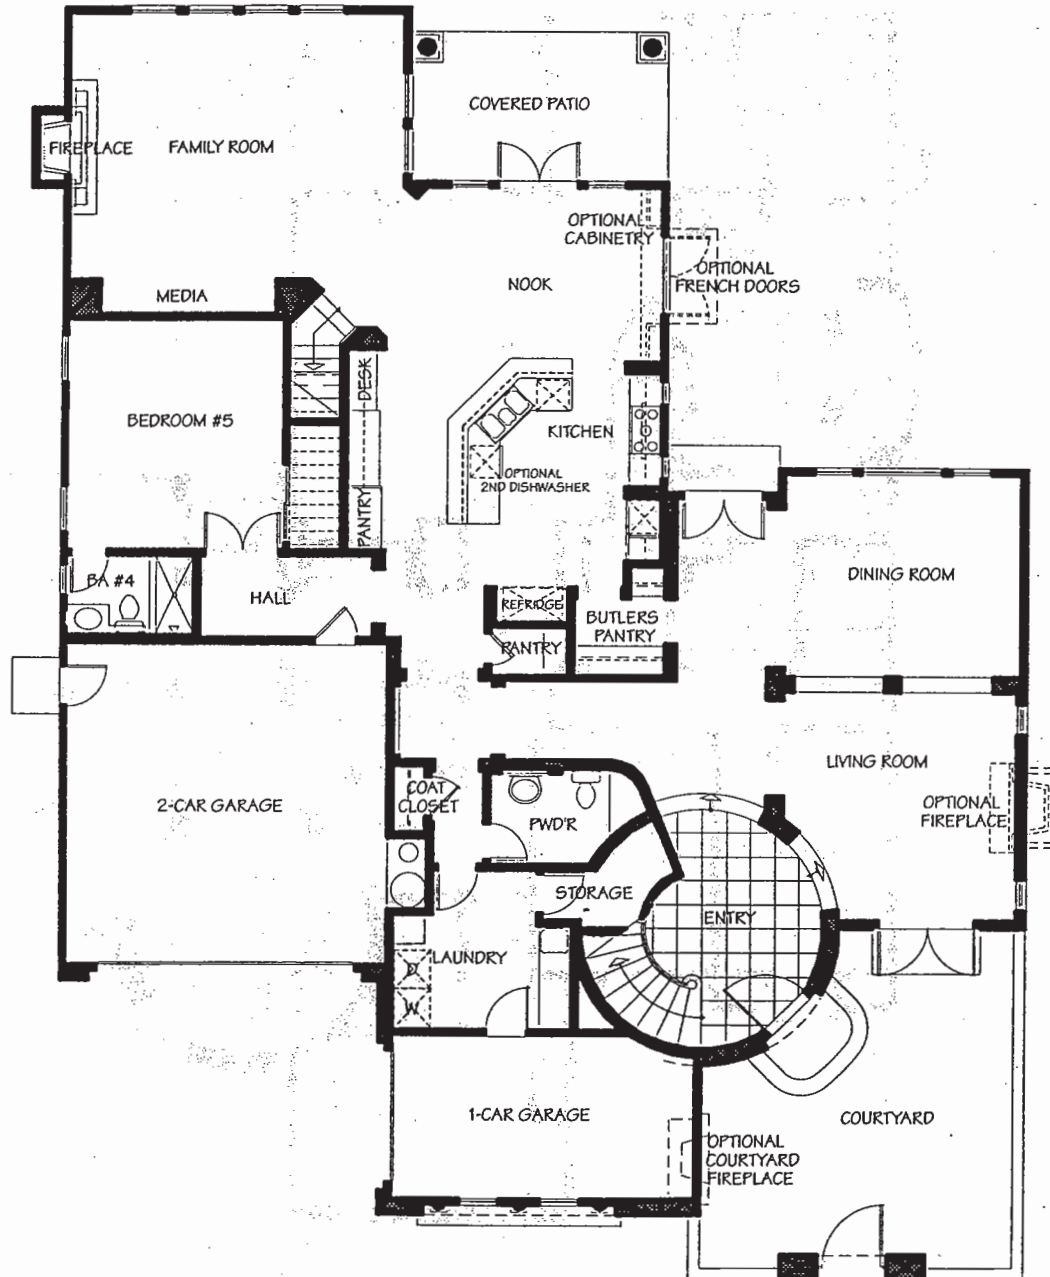 COVERED PATIO
FIREPLACE
FAMILY ROOM
OPTIONAL
CABINETRY
OPTIONAL
FRENCH DOORS
NOOK
MEDIA
DESK
BEDROOM #5
KITCHEN
OPTIONAL
2ND DISHWASHER
PANTRY
BA #4
HALL
REFRIDGE
BUTLERS
PANTRY
PANTRY
DINING ROOM
LIVING ROOM
2-CAR GARAGE
COAT
CLOSET
PWD'R
OPTIONAL
FIREPLACE
STORAGE
ENTRY
LAUNDRY
D
W
1-CAR GARAGE
COURTYARD
OPTIONAL
COURTYARD
FIREPLACE